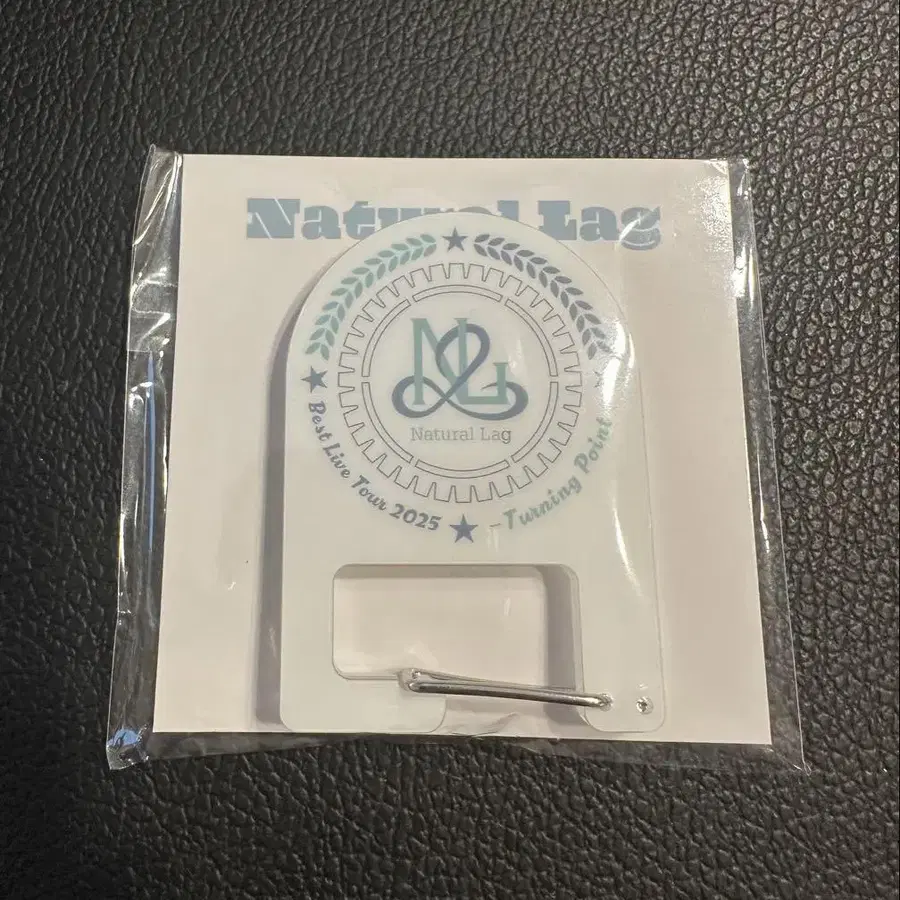 Natural Lag
NL
Natural Lag
Best Live Tour 2025
-Turning Point